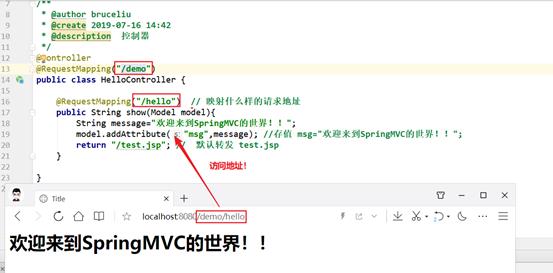 7 /**
8 * @author bruceliu
9 * @create 2019-07-16 14:42
10 * @description 控制器
11 */
12 @Controller
13 @RequestMapping("/demo")
14 public class HelloController {
15
16 @RequestMapping("/hello") // 映射什么样的请求地址
17 public String show(Model model){
18 String message="欢迎来到SpringMVC的世界！！";
19 model.addAttribute( s: "msg",message); //存值 msg="欢迎来到SpringMVC的世界！！";
20 return "/test.jsp"; // 默认转发 test.jsp
21 }
22
23 }
访问地址！
Title
localhost:8080/demo/hello
欢迎来到SpringMVC的世界！！